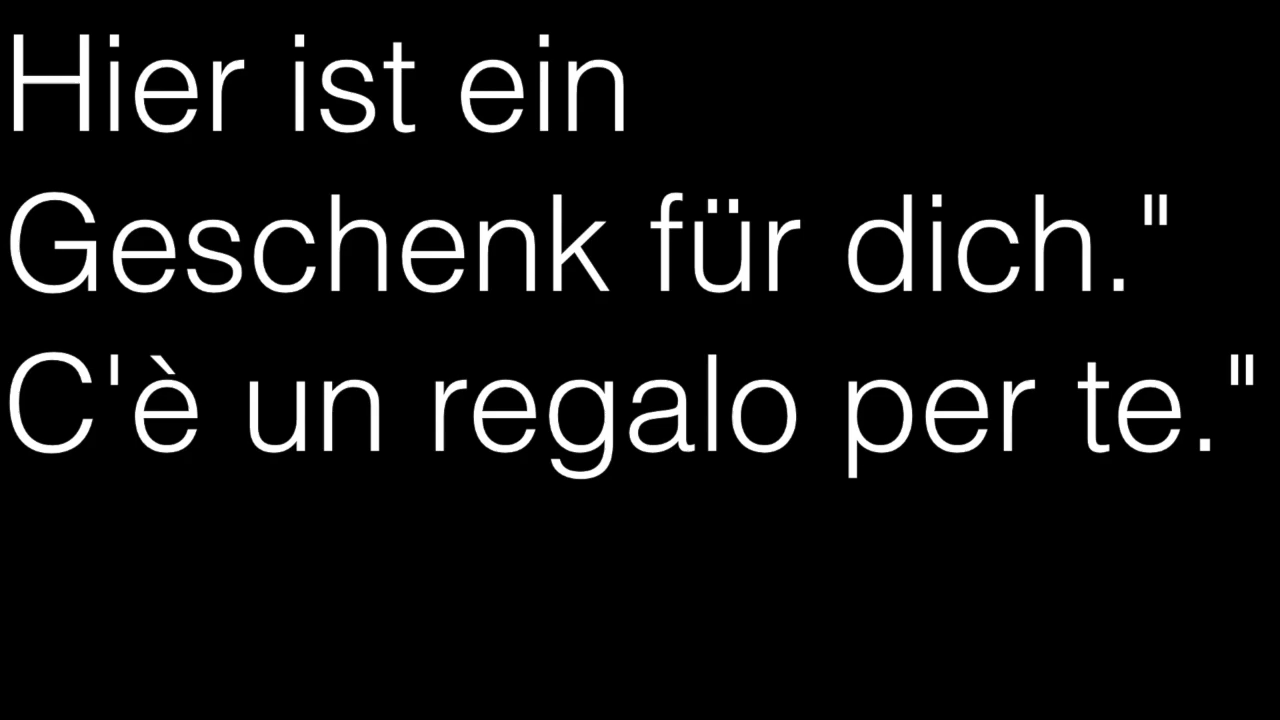 Hier ist ein
Geschenk für dich."
C'è un regalo per te."